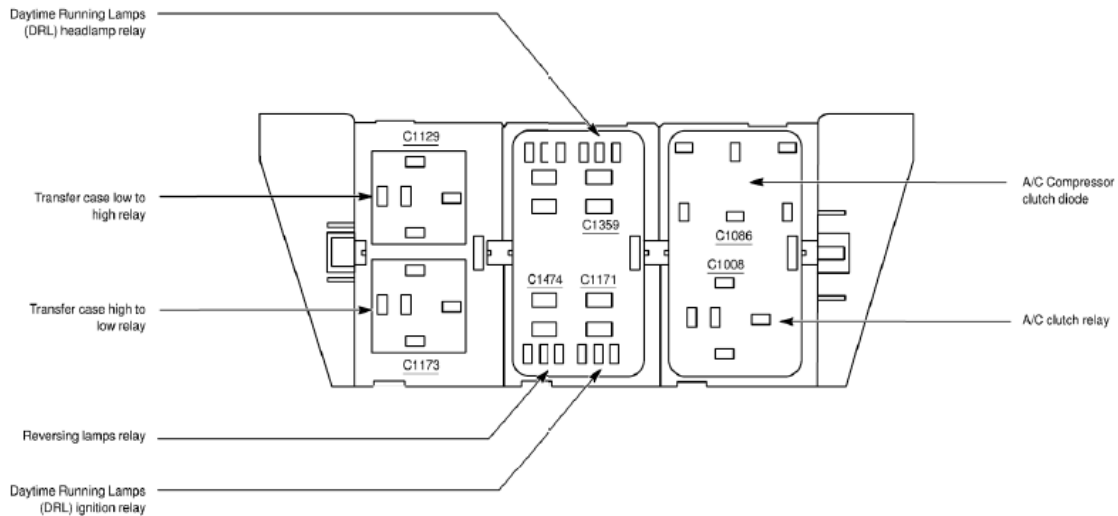 Daytime Running Lamps
(DRL) headlamp relay
C1129
Transfer case low to
high relay
C1359
A/C Compressor
clutch diode
C1086
C1474
C1171
C1008
Transfer case high to
low relay
A/C clutch relay
C1173
Reversing lamps relay
Daytime Running Lamps
(DRL) ignition relay